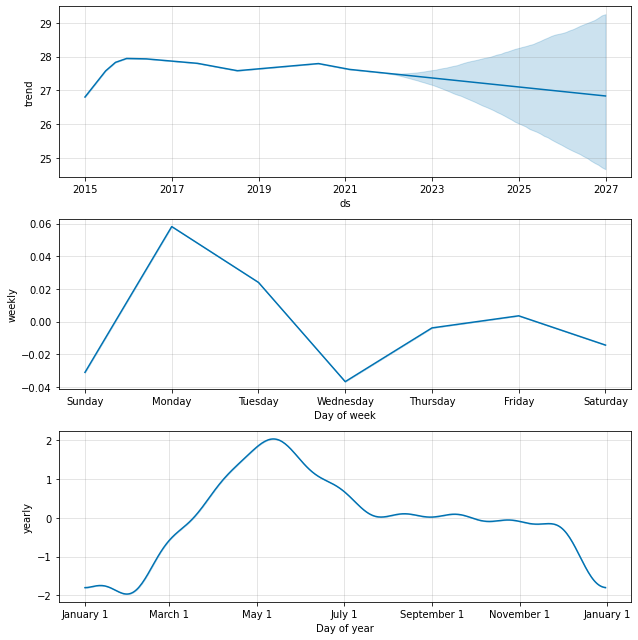 29
28
27
26
25
trend
2015 2017 2019 2021 2023 2025 2027
ds
0.06
0.04
0.02
0.00
−0.02
−0.04
weekly
Sunday Monday Tuesday Wednesday Thursday Friday Saturday
Day of week
2
1
0
−1
−2
yearly
January 1 March 1 May 1 July 1 September 1 November 1 January 1
Day of year